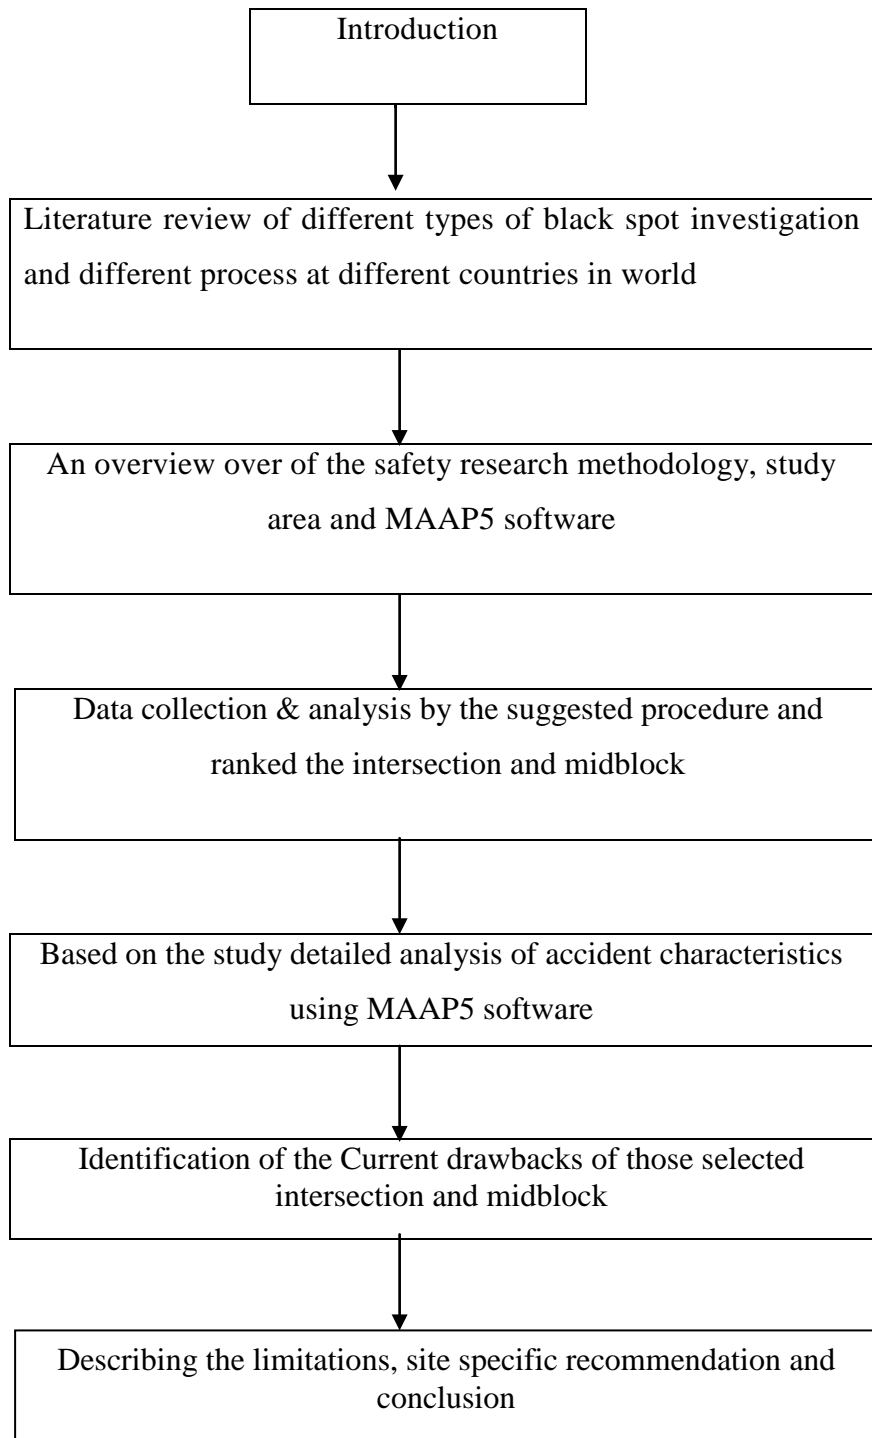 Introduction
Literature review of different types of black spot investigation
and different process at different countries in world
An overview over of the safety research methodology, study
area and MAAP5 software
Data collection & analysis by the suggested procedure and
ranked the intersection and midblock
Based on the study detailed analysis of accident characteristics
using MAAP5 software
Identification of the Current drawbacks of those selected
intersection and midblock
Describing the limitations, site specific recommendation and
conclusion